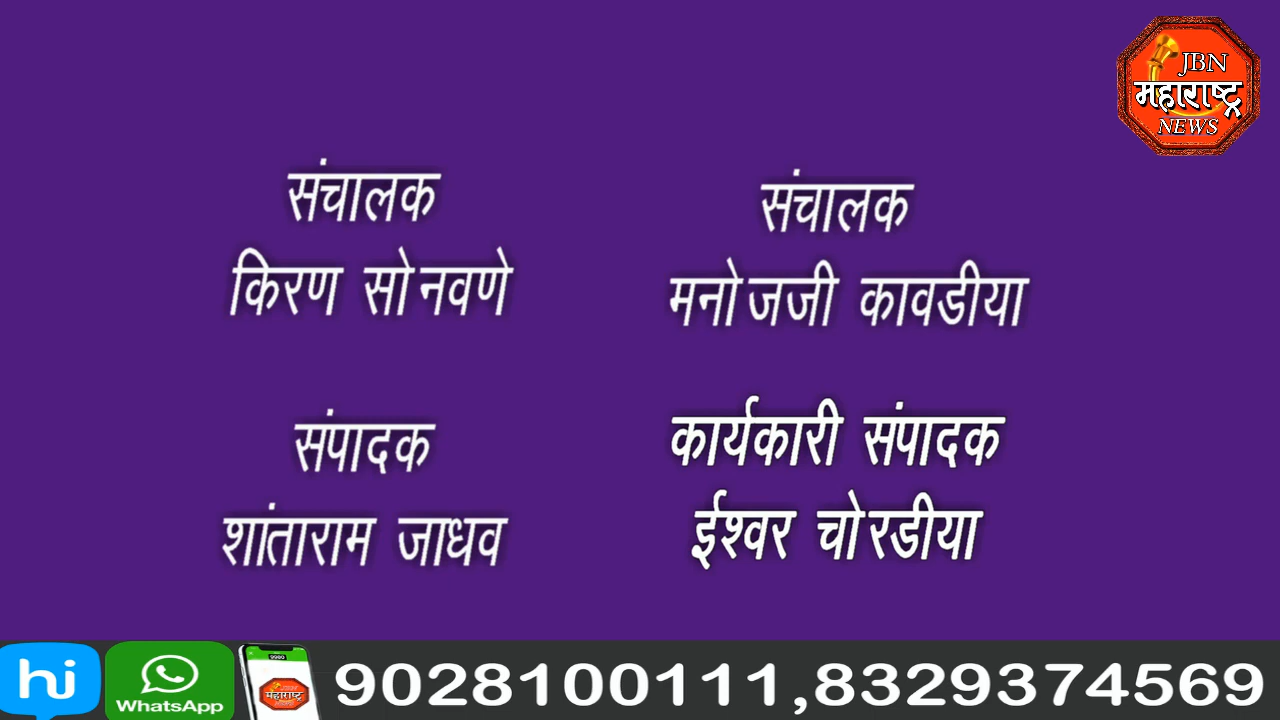 JBN
महाराष्ट्र
NEWS
संचालक
किरण सोनवणे
संचालक
मनोजजी कावडीया
संपादक
शांताराम जाधव
कार्यकारी संपादक
ईश्वर चोरडीया
hi
WhatsApp
महाराष्ट्र
9028100111,8329374569